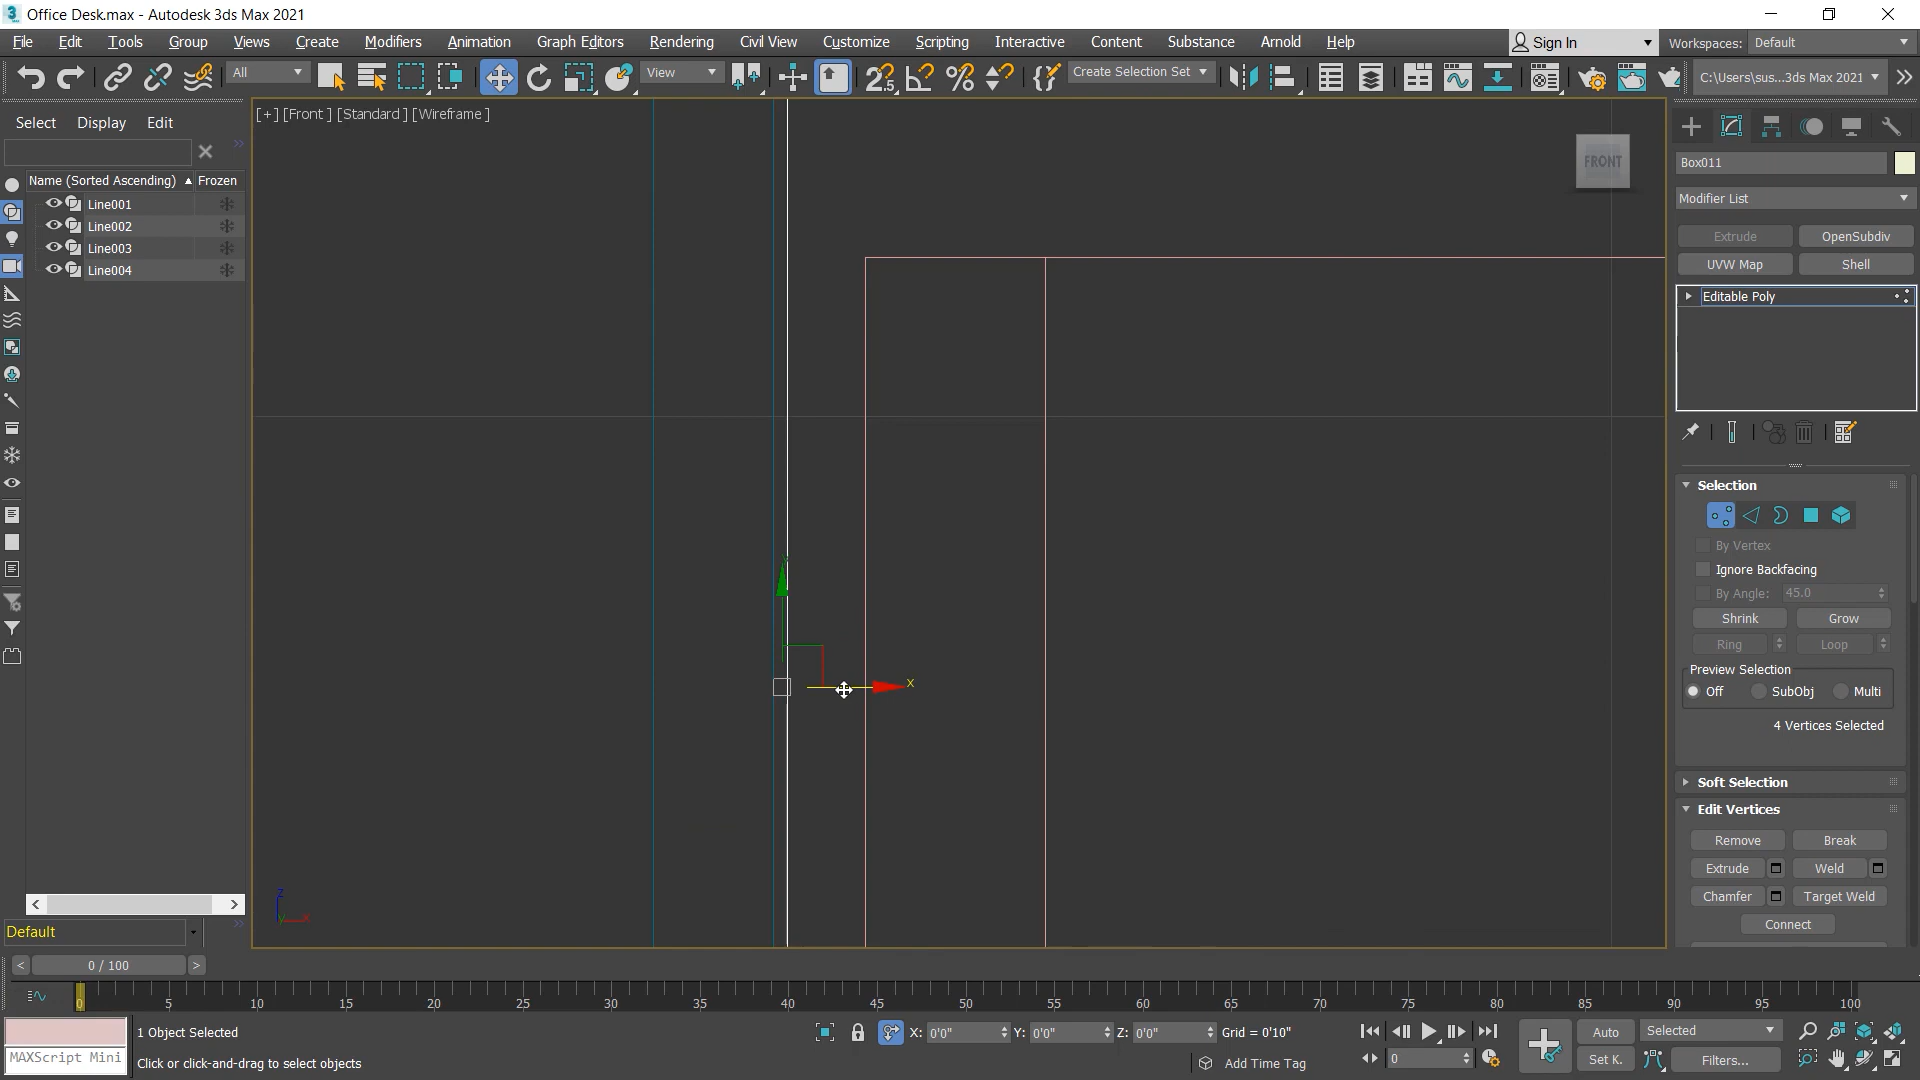 Office Desk.max - Autodesk 3ds Max 2021
File Edit Tools Group Views Create Modifiers Animation Graph Editors Rendering Civil View Customize Scripting Interactive Content Substance Arnold Help Sign In Workspaces: Default
All View Create Selection Set C:\Users\sus...3ds Max 2021
[+] [Front ] [Standard ] [Wireframe ]
Select Display Edit
Name (Sorted Ascending) Frozen
Line001
Line002
Line003
Line004
FRONT
Box011
Modifier List
Extrude OpenSubdiv
UVW Map Shell
Editable Poly
Selection
By Vertex
Ignore Backfacing
By Angle: 45.0
Shrink Grow
Ring Loop
Preview Selection
Off SubObj Multi
4 Vertices Selected
Soft Selection
Edit Vertices
Remove Break
Extrude Weld
Chamfer Target Weld
Connect
x
z
x
Default
< 0 / 100 >
0 5 10 15 20 25 30 35 40 45 50 55 60 65 70 75 80 85 90 95 100
1 Object Selected X: 0'0" Y: 0'0" Z: 0'0" Grid = 0'10" Auto Selected
MAXScript Mini Click or click-and-drag to select objects Add Time Tag 0 Set K. Filters...